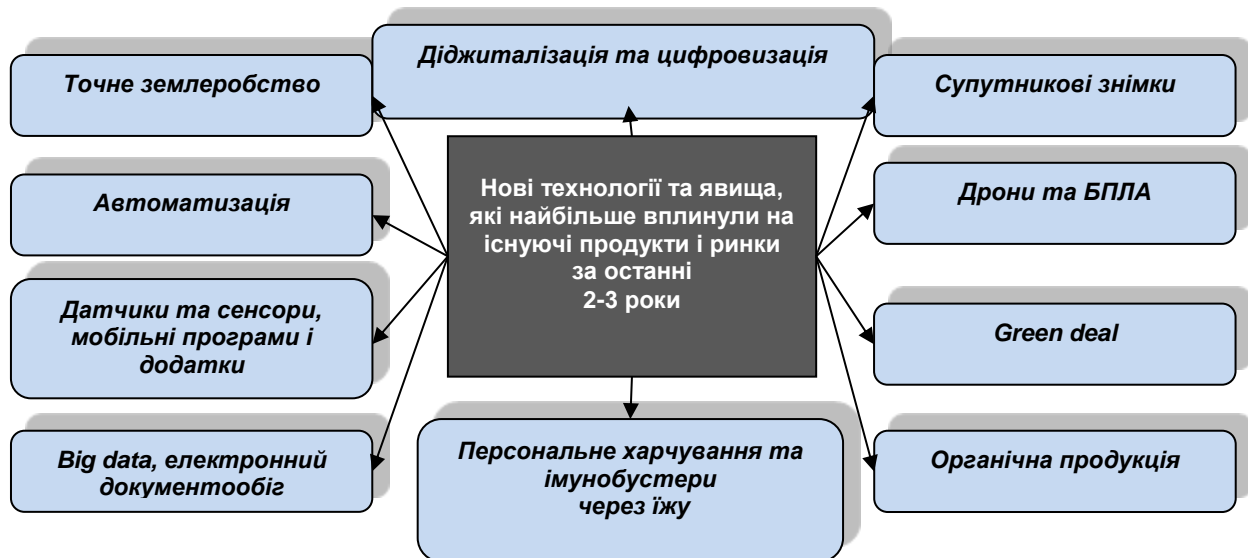 Діджиталізація та цифровизація
Точне землеробство
Супутникові знімки
Нові технології та явища,
які найбільше вплинули на
існуючі продукти і ринки
за останні
2-3 роки
Автоматизація
Дрони та БПЛА
Датчики та сенсори,
мобільні програми і
додатки
Green deal
Big data, електронний
документообіг
Персональне харчування та
імунобустери
через їжу
Органічна продукція